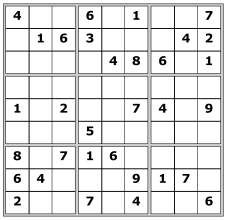 4 6 1 7
1 6 3 4 2
4 8 6 1
1 2 7 4 9
5
8 7 1 6
6 4 9 1 7
2 7 4 6